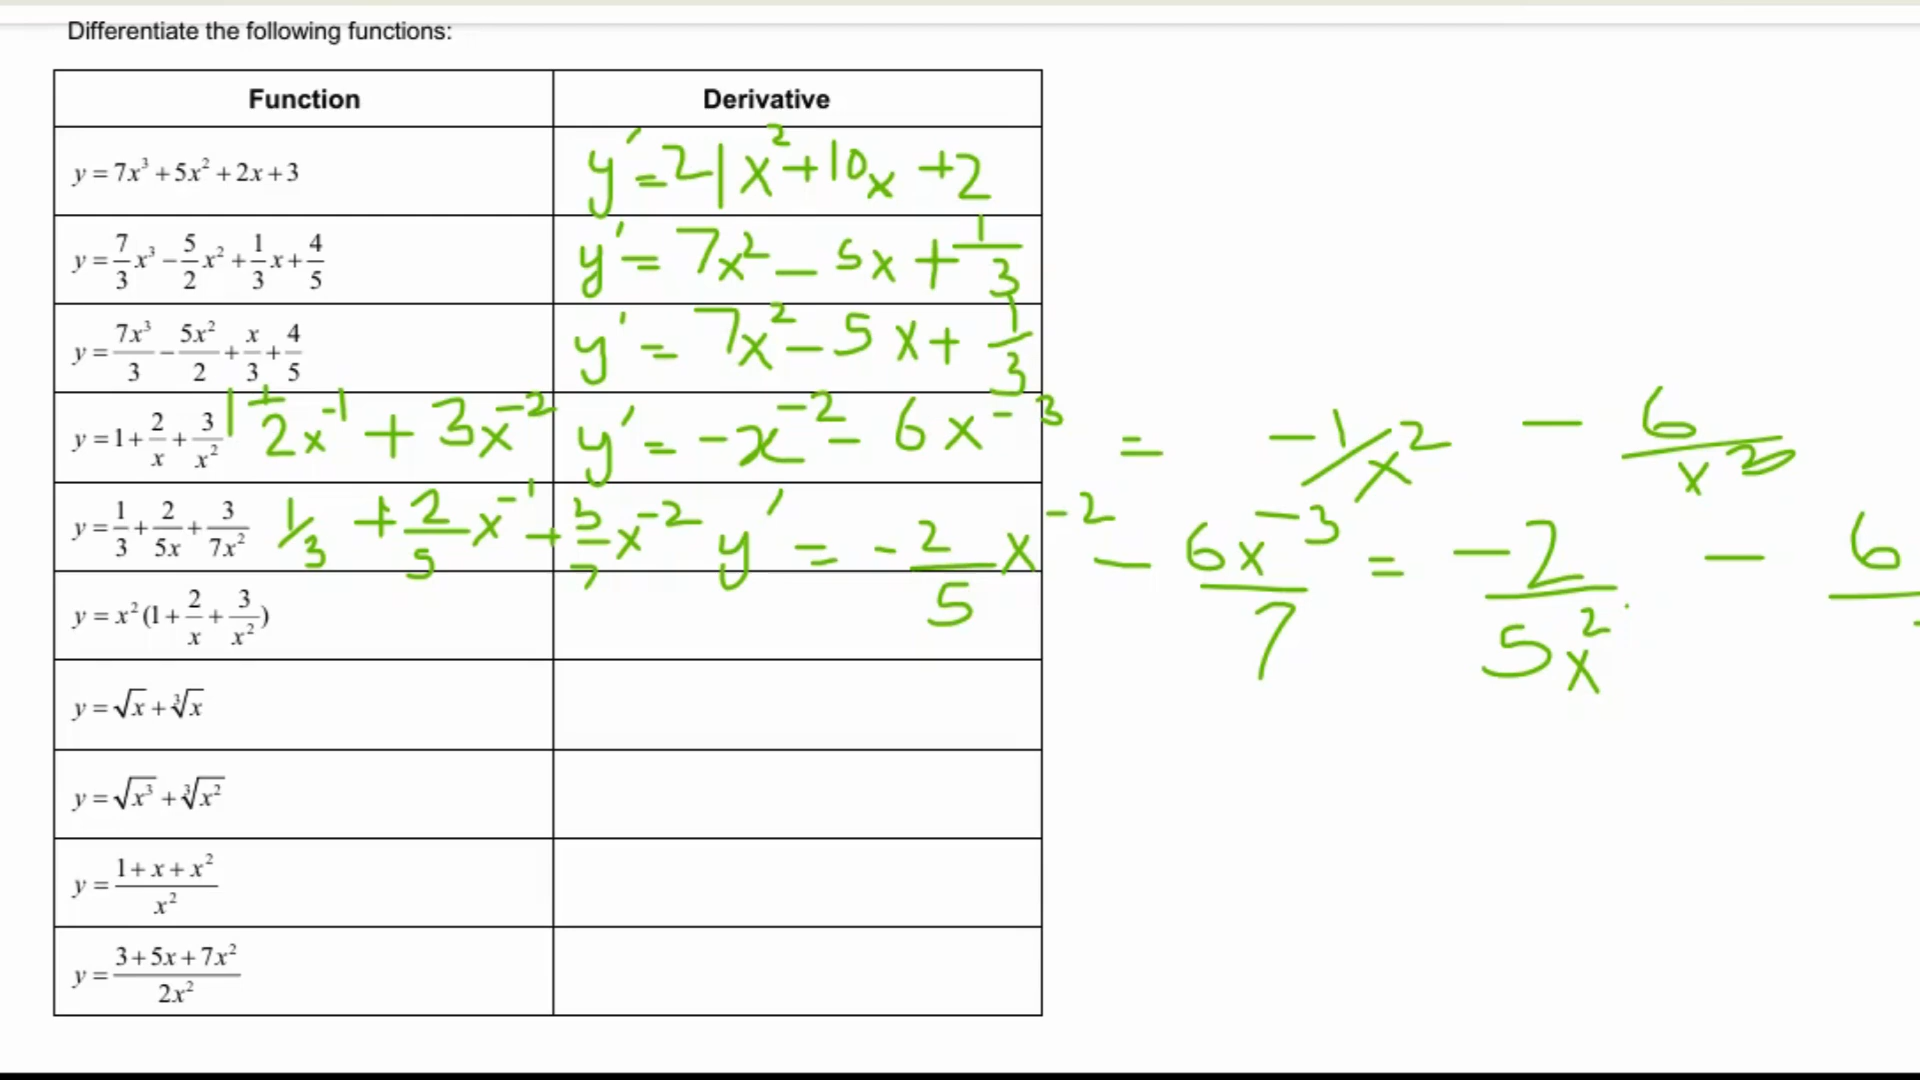 Differentiate the following functions:
Function Derivative
y = 7x³ + 5x² + 2x + 3 y' = 21x² + 10x + 2
y = 7/3 x³ − 5/2 x² + 1/3 x + 4/5 y' = 7x² − 5x + 1/3
y = 7x³/3 − 5x²/2 + x/3 + 4/5 y' = 7x² − 5x + 1/3
y = 1 + 2/x + 3/x² 1 + 2x⁻¹ + 3x⁻² y' = −x⁻² − 6x⁻³ = −1/x² − 6/x³
y = 1/3 + 2/5x + 3/7x² 1/3 + 2/5 x⁻¹ + 3/7 x⁻² y' = −2/5 x⁻² − 6x⁻³/7 = −2/5x² − 6
y = x²(1 + 2/x + 3/x²)
y = √x + ∛x
y = √x³ + ∛x²
y = 1 + x + x²/x²
y = 3 + 5x + 7x²/2x²